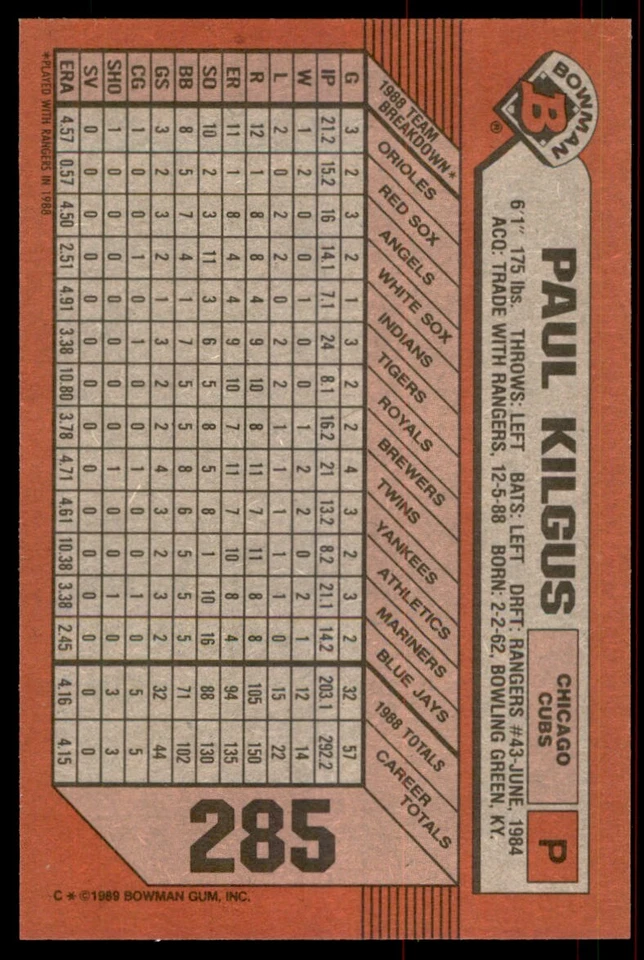 BOWMAN
B
®
PAUL KILGUS
CHICAGO CUBS
P
6'1" 175 lbs. THROWS: LEFT BATS: LEFT DRFT: RANGERS #43-JUNE, 1984
ACQ: TRADE WITH RANGERS, 12-5-88 BORN: 2-2-62, BOWLING GREEN, KY.
1988 TEAM BREAKDOWN* ORIOLES RED SOX ANGELS WHITE SOX INDIANS TIGERS ROYALS BREWERS TWINS YANKEES ATHLETICS MARINERS BLUE JAYS 1988 TOTALS CAREER TOTALS
G 3 2 3 2 1 3 2 2 4 3 2 3 2 32 57
IP 21.2 15.2 16 14.1 7.1 24 8.1 16.2 21 13.2 8.2 21.1 14.2 203.1 292.2
W 1 2 0 0 1 0 0 1 2 2 0 2 1 12 14
L 2 0 2 2 0 2 2 1 1 1 1 1 0 15 22
R 12 1 8 8 4 9 10 8 11 7 11 8 8 105 150
ER 11 1 8 4 4 9 10 7 11 7 10 8 4 94 135
SO 10 2 3 11 3 6 5 8 5 8 1 10 16 88 130
BB 8 5 7 4 1 7 5 5 8 6 5 5 5 71 102
GS 3 2 3 2 1 3 2 2 4 3 2 3 2 32 44
CG 1 0 0 1 0 1 0 0 1 0 0 1 0 5 5
SHO 1 0 0 0 0 0 0 0 1 0 0 1 0 3 3
SV 0 0 0 0 0 0 0 0 0 0 0 0 0 0 0
ERA 4.57 0.57 4.50 2.51 4.91 3.38 10.80 3.78 4.71 4.61 10.38 3.38 2.45 4.16 4.15
*PLAYED WITH RANGERS IN 1988
285
C * ©1989 BOWMAN GUM, INC.